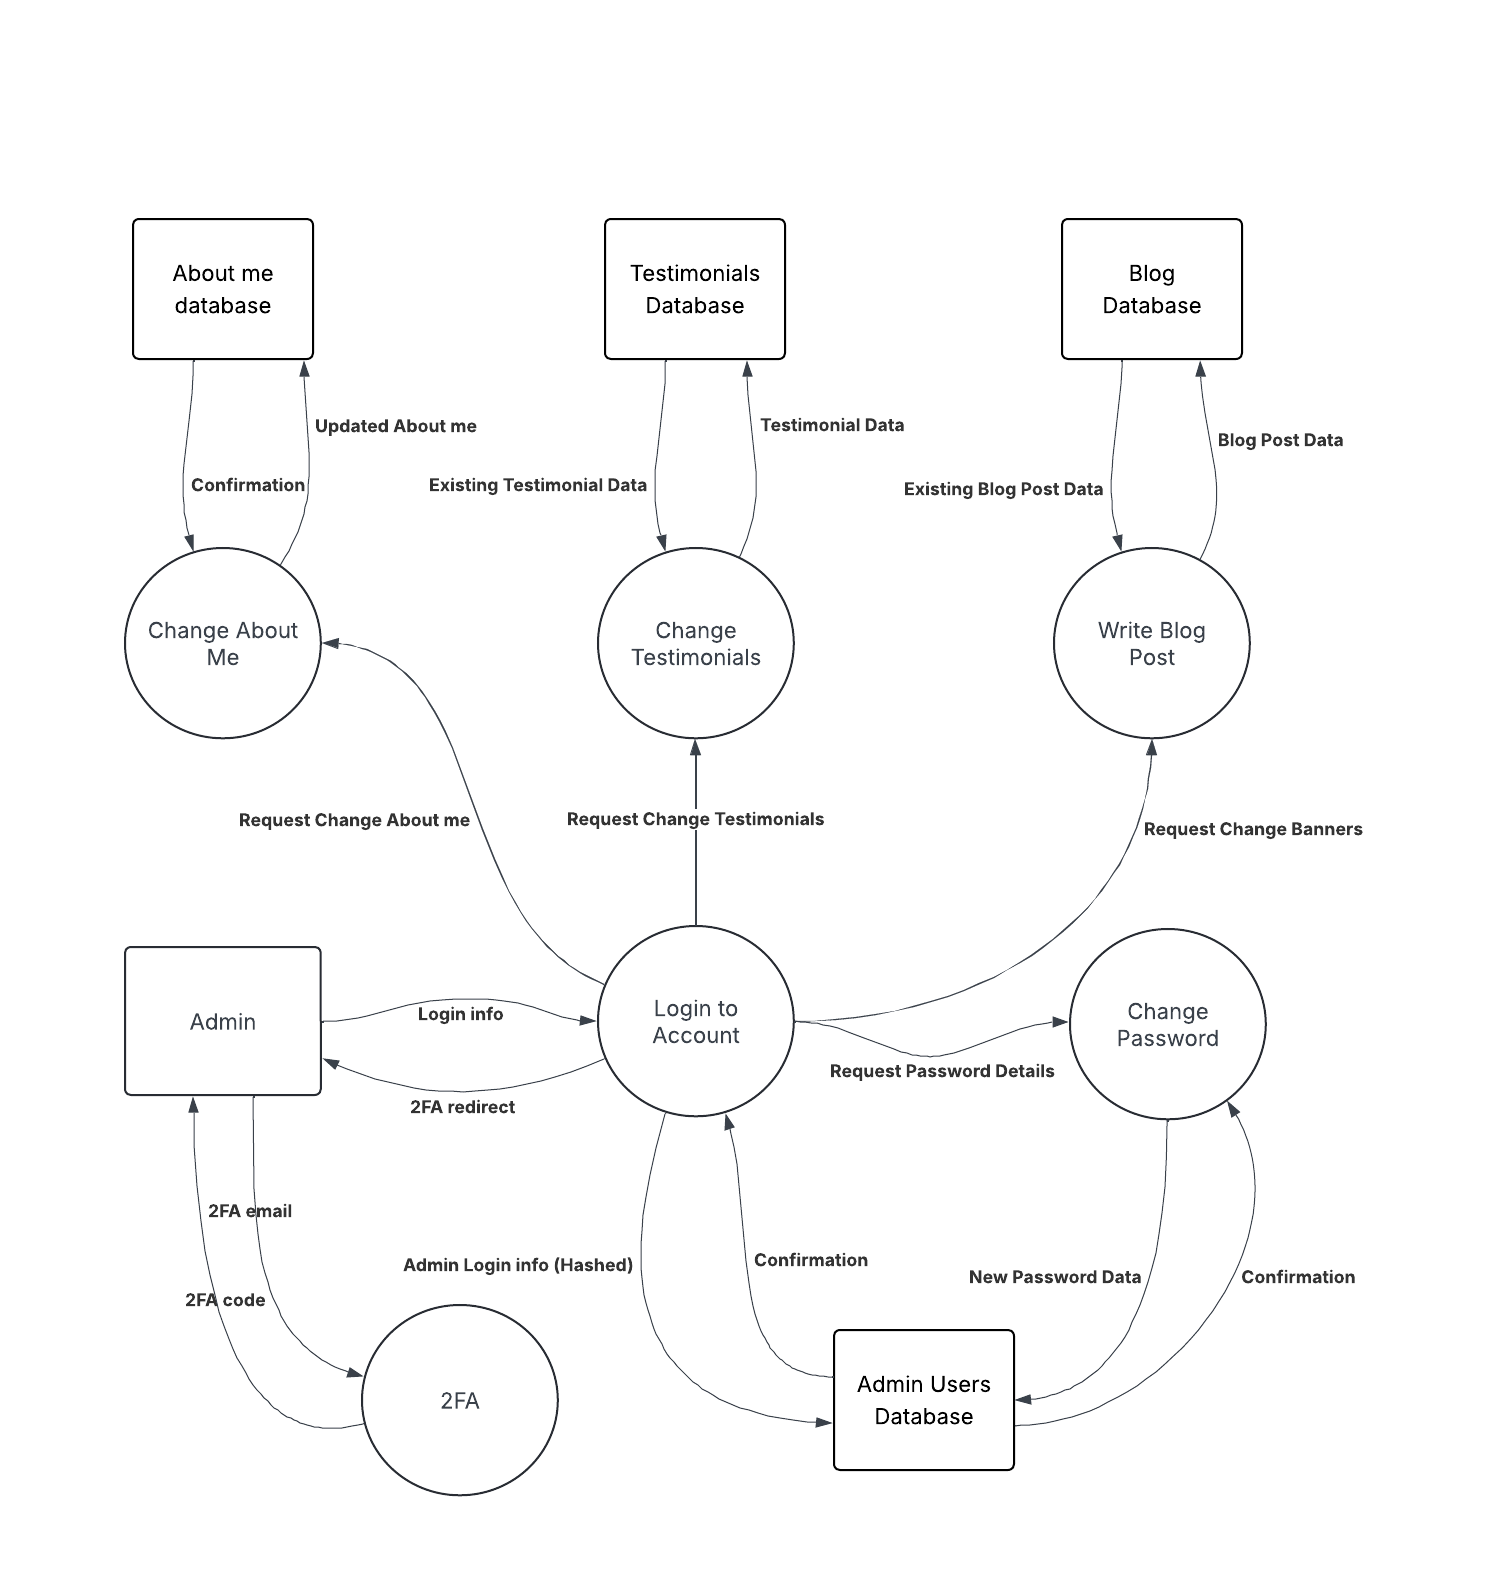 About me
database
Testimonials
Database
Blog
Database
Updated About me
Testimonial Data
Blog Post Data
Confirmation
Existing Testimonial Data
Existing Blog Post Data
Change About
Me
Change
Testimonials
Write Blog
Post
Request Change About me
Request Change Testimonials
Request Change Banners
Admin
Login info
Login to
Account
Change
Password
Request Password Details
2FA redirect
2FA email
Admin Login info (Hashed)
Confirmation
New Password Data
Confirmation
2FA code
2FA
Admin Users
Database